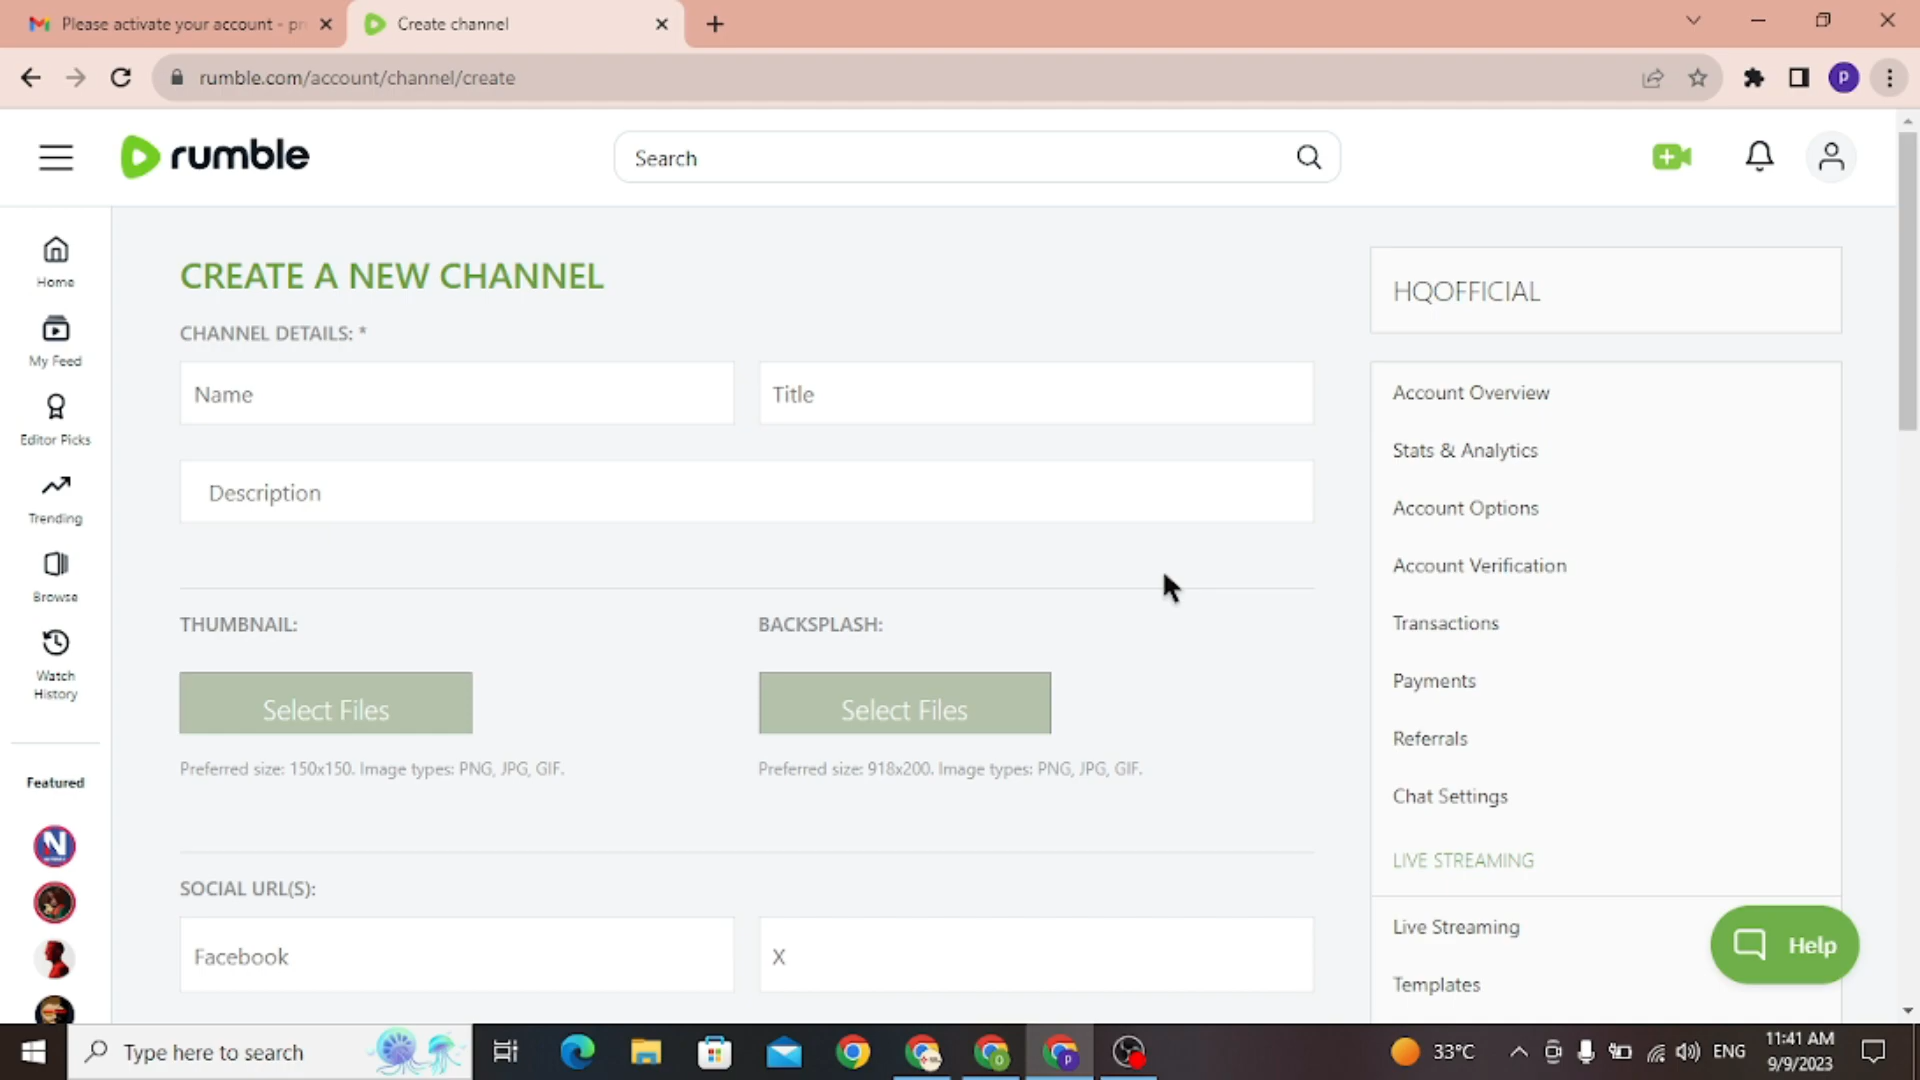 Please activate your account - pr
Create channel
rumble.com/account/channel/create
P
rumble
Search
Home
My Feed
Editor Picks
Trending
Browse
Watch
History
Featured
N
CREATE A NEW CHANNEL
CHANNEL DETAILS: *
Name
Title
Description
THUMBNAIL:
BACKSPLASH:
Select Files
Select Files
Preferred size: 150x150. Image types: PNG, JPG, GIF.
Preferred size: 918x200. Image types: PNG, JPG, GIF.
SOCIAL URL(S):
Facebook
X
HQOFFICIAL
Account Overview
Stats & Analytics
Account Options
Account Verification
Transactions
Payments
Referrals
Chat Settings
LIVE STREAMING
Live Streaming
Templates
Help
Type here to search
33°C
ENG
11:41 AM
9/9/2023